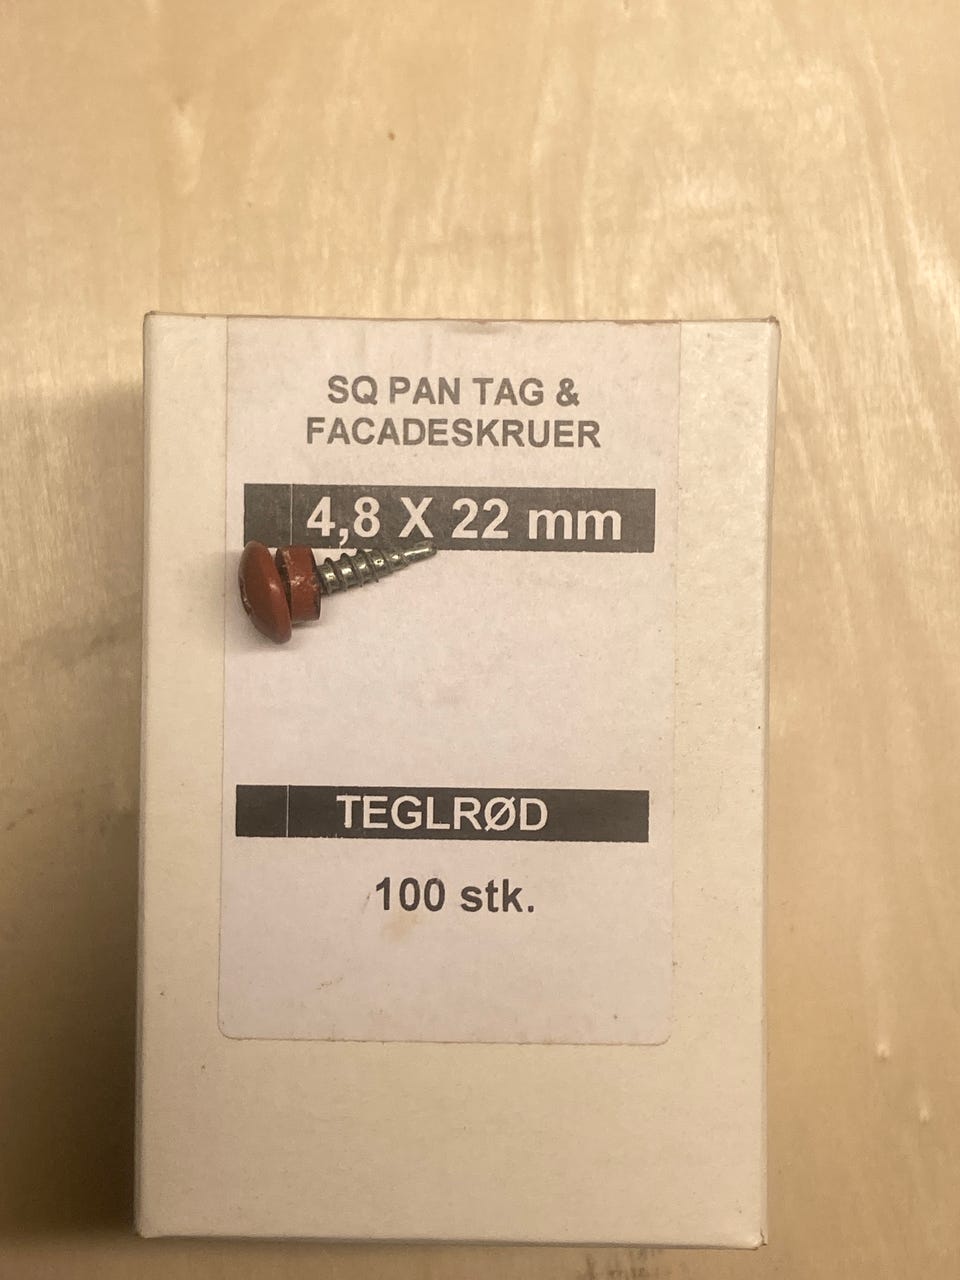 SQ PAN TAG &
FACADESKRUER
4,8 X 22 mm
TEGLRØD
100 stk.